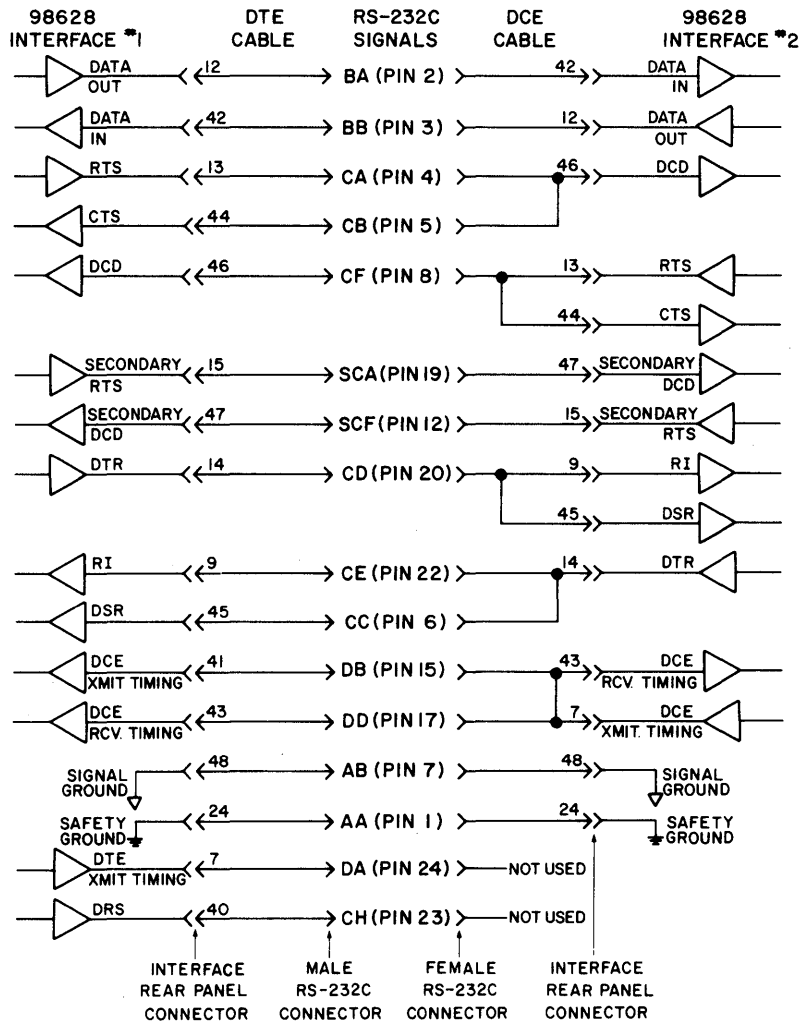 98628 INTERFACE #1 DTE CABLE RS-232C SIGNALS DCE CABLE 98628 INTERFACE #2
DATA OUT 12 BA (PIN 2) 42 DATA IN
DATA IN 42 BB (PIN 3) 12 DATA OUT
RTS 13 CA (PIN 4) 46 DCD
CTS 44 CB (PIN 5)
DCD 46 CF (PIN 8) 13 RTS
44 CTS
SECONDARY RTS 15 SCA (PIN 19) 47 SECONDARY DCD
SECONDARY DCD 47 SCF (PIN 12) 15 SECONDARY RTS
DTR 14 CD (PIN 20) 9 RI
45 DSR
RI 9 CE (PIN 22) 14 DTR
DSR 45 CC (PIN 6)
DCE XMIT TIMING 41 DB (PIN 15) 43 DCE RCV. TIMING
DCE RCV. TIMING 43 DD (PIN 17) 7 DCE XMIT. TIMING
SIGNAL GROUND 48 AB (PIN 7) 48 SIGNAL GROUND
SAFETY GROUND 24 AA (PIN 1) 24 SAFETY GROUND
DTE XMIT TIMING 7 DA (PIN 24) NOT USED
DRS 40 CH (PIN 23) NOT USED
INTERFACE REAR PANEL CONNECTOR MALE RS-232C CONNECTOR FEMALE RS-232C CONNECTOR INTERFACE REAR PANEL CONNECTOR